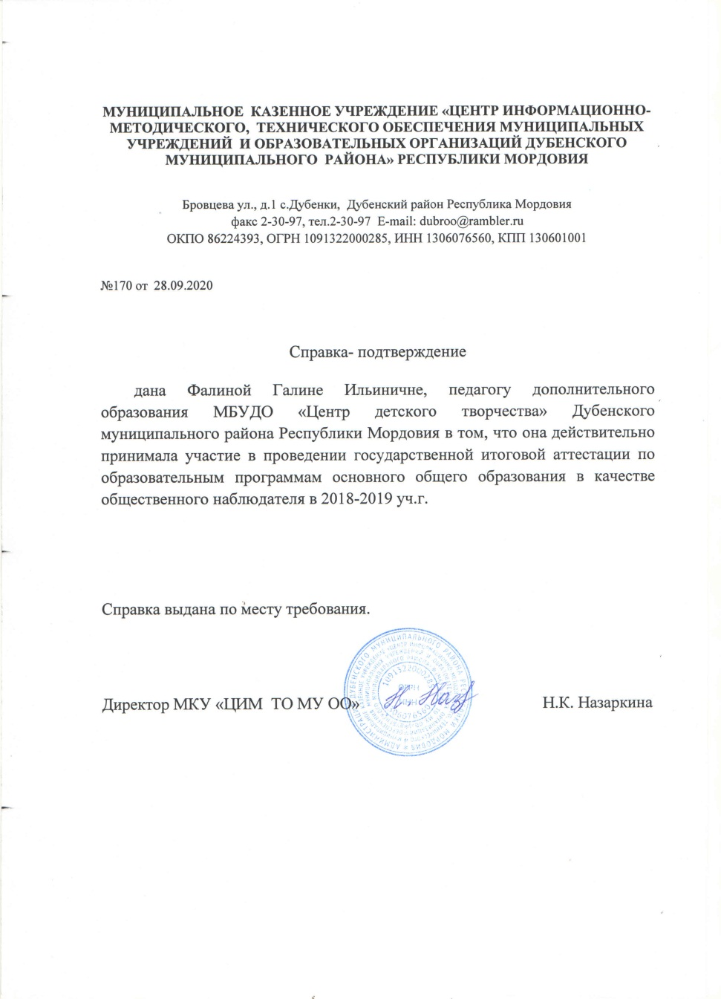 МУНИЦИПАЛЬНОЕ КАЗЕННОЕ УЧРЕЖДЕНИЕ «ЦЕНТР ИНФОРМАЦИОННО-
МЕТОДИЧЕСКОГО, ТЕХНИЧЕСКОГО ОБЕСПЕЧЕНИЯ МУНИЦИПАЛЬНЫХ
УЧРЕЖДЕНИЙ И ОБРАЗОВАТЕЛЬНЫХ ОРГАНИЗАЦИЙ ДУБЕНСКОГО
МУНИЦИПАЛЬНОГО РАЙОНА» РЕСПУБЛИКИ МОРДОВИЯ
Бровцева ул., д.1 с.Дубенки, Дубенский район Республика Мордовия
факс 2-30-97, тел.2-30-97 E-mail: dubroo@rambler.ru
ОКПО 86224393, ОГРН 1091322000285, ИНН 1306076560, КПП 130601001
№170 от 28.09.2020
Справка- подтверждение
дана Фалиной Галине Ильиничне, педагогу дополнительного
образования МБУДО «Центр детского творчества» Дубенского
муниципального района Республики Мордовия в том, что она действительно
принимала участие в проведении государственной итоговой аттестации по
образовательным программам основного общего образования в качестве
общественного наблюдателя в 2018-2019 уч.г.
Справка выдана по месту требования.
Директор МКУ «ЦИМ ТО МУ ОО» Н.К. Назаркина